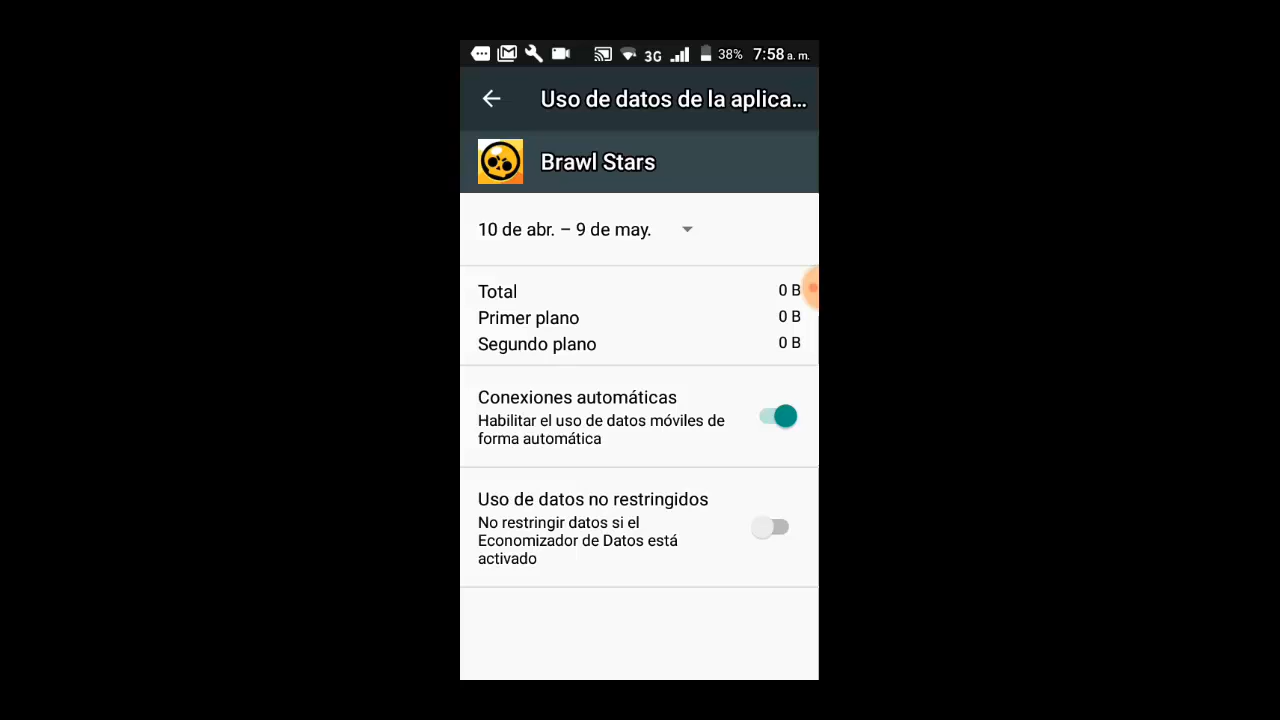 3G 38% 7:58 a. m.
Uso de datos de la aplica...
Brawl Stars
10 de abr. – 9 de may.
Total 0 B
Primer plano 0 B
Segundo plano 0 B
Conexiones automáticas
Habilitar el uso de datos móviles de
forma automática
Uso de datos no restringidos
No restringir datos si el
Economizador de Datos está
activado